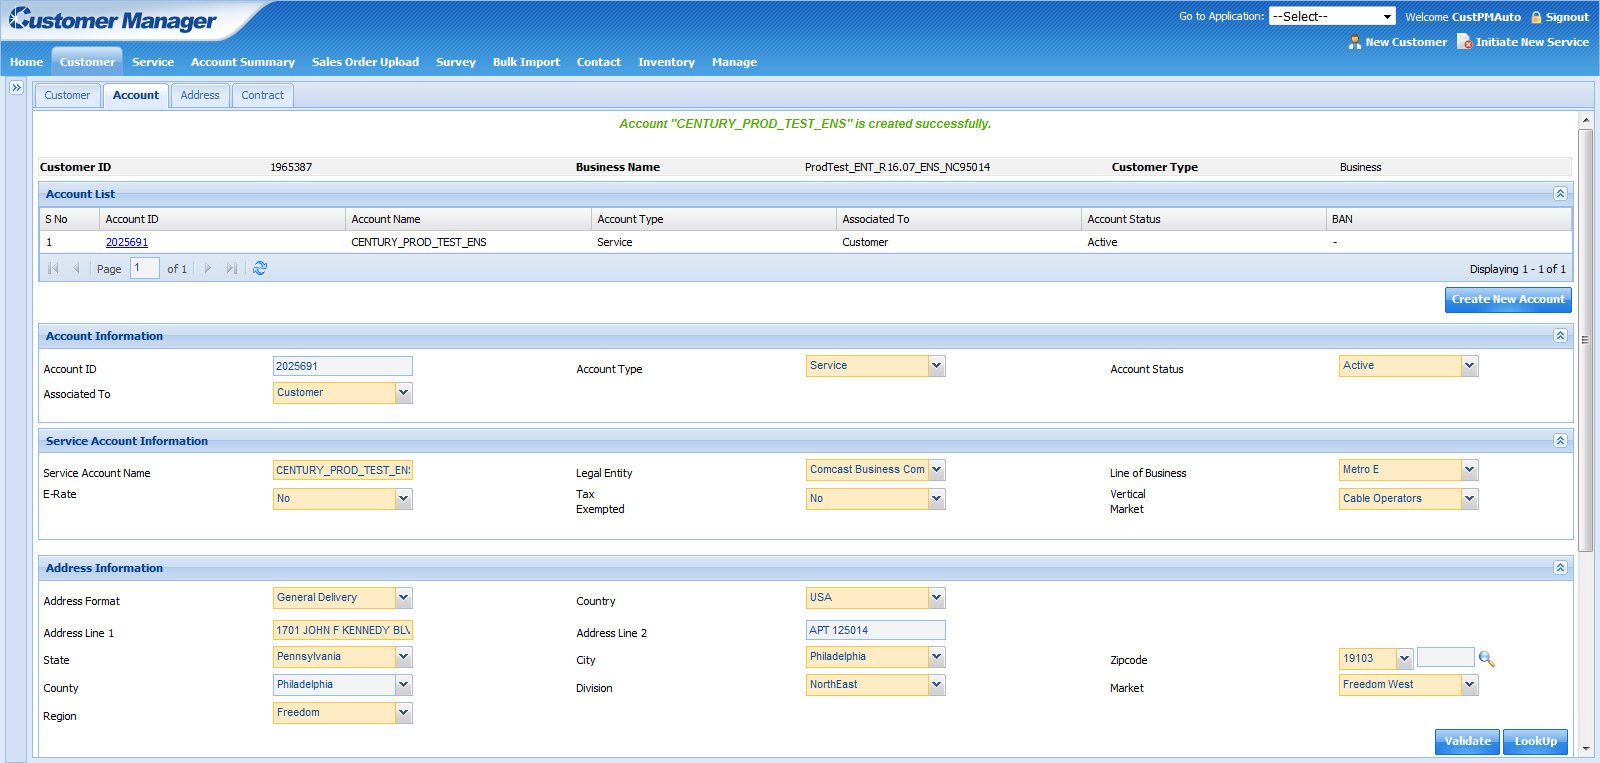 Customer Manager
Go to Application: --Select-- Welcome CustPMAuto Signout
New Customer Initiate New Service
Home Customer Service Account Summary Sales Order Upload Survey Bulk Import Contact Inventory Manage
Customer Account Address Contract
Account "CENTURY_PROD_TEST_ENS" is created successfully.
Customer ID 1965387 Business Name ProdTest_ENT_R16.07_ENS_NC95014 Customer Type Business
Account List
S No Account ID Account Name Account Type Associated To Account Status BAN
1 2025691 CENTURY_PROD_TEST_ENS Service Customer Active -
Page 1 of 1 Displaying 1 - 1 of 1
Create New Account
Account Information
Account ID 2025691 Account Type Service Account Status Active
Associated To Customer
Service Account Information
Service Account Name CENTURY_PROD_TEST_ENS Legal Entity Comcast Business Com Line of Business Metro E
E-Rate No Tax Exempted No Vertical Market Cable Operators
Address Information
Address Format General Delivery Country USA
Address Line 1 1701 JOHN F KENNEDY BLV Address Line 2 APT 125014
State Pennsylvania City Philadelphia Zipcode 19103
County Philadelphia Division NorthEast Market Freedom West
Region Freedom
Validate LookUp